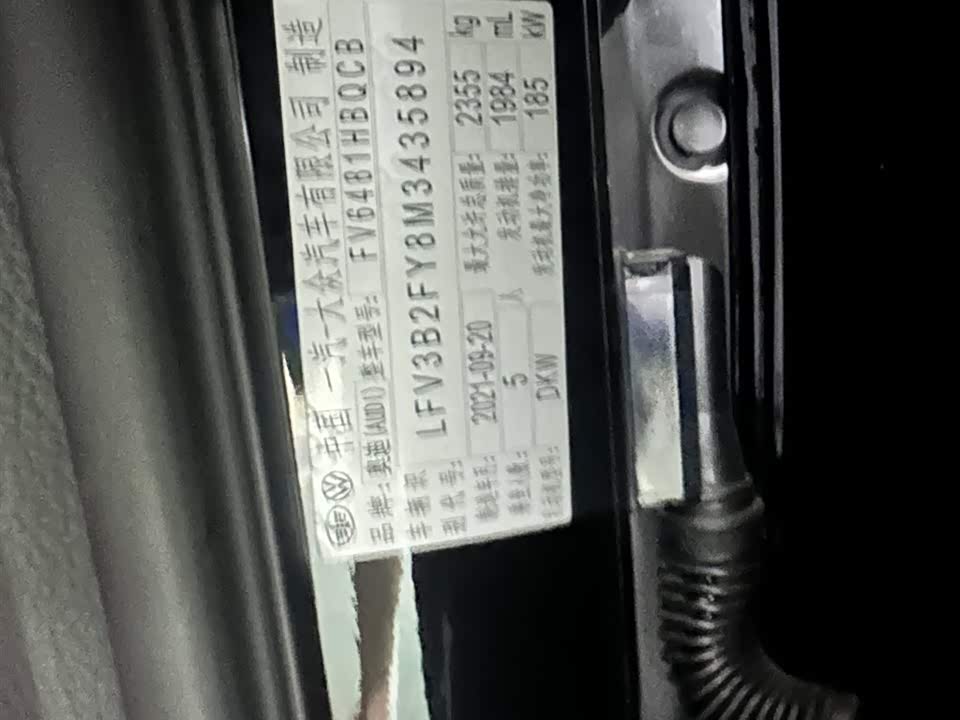 中国一汽 一汽-大众汽车有限公司 制造
品牌:奥迪(AUDI) 整车型号: FV6481HBQCB
车辆识别代号: LFV3B2FY8M3435894
制造年月: 2021-09-20 最大允许总质量: 2355 kg
乘坐人数: 5 人 发动机排量: 1984 mL
发动机型号: DKW 发动机最大净功率: 185 kW